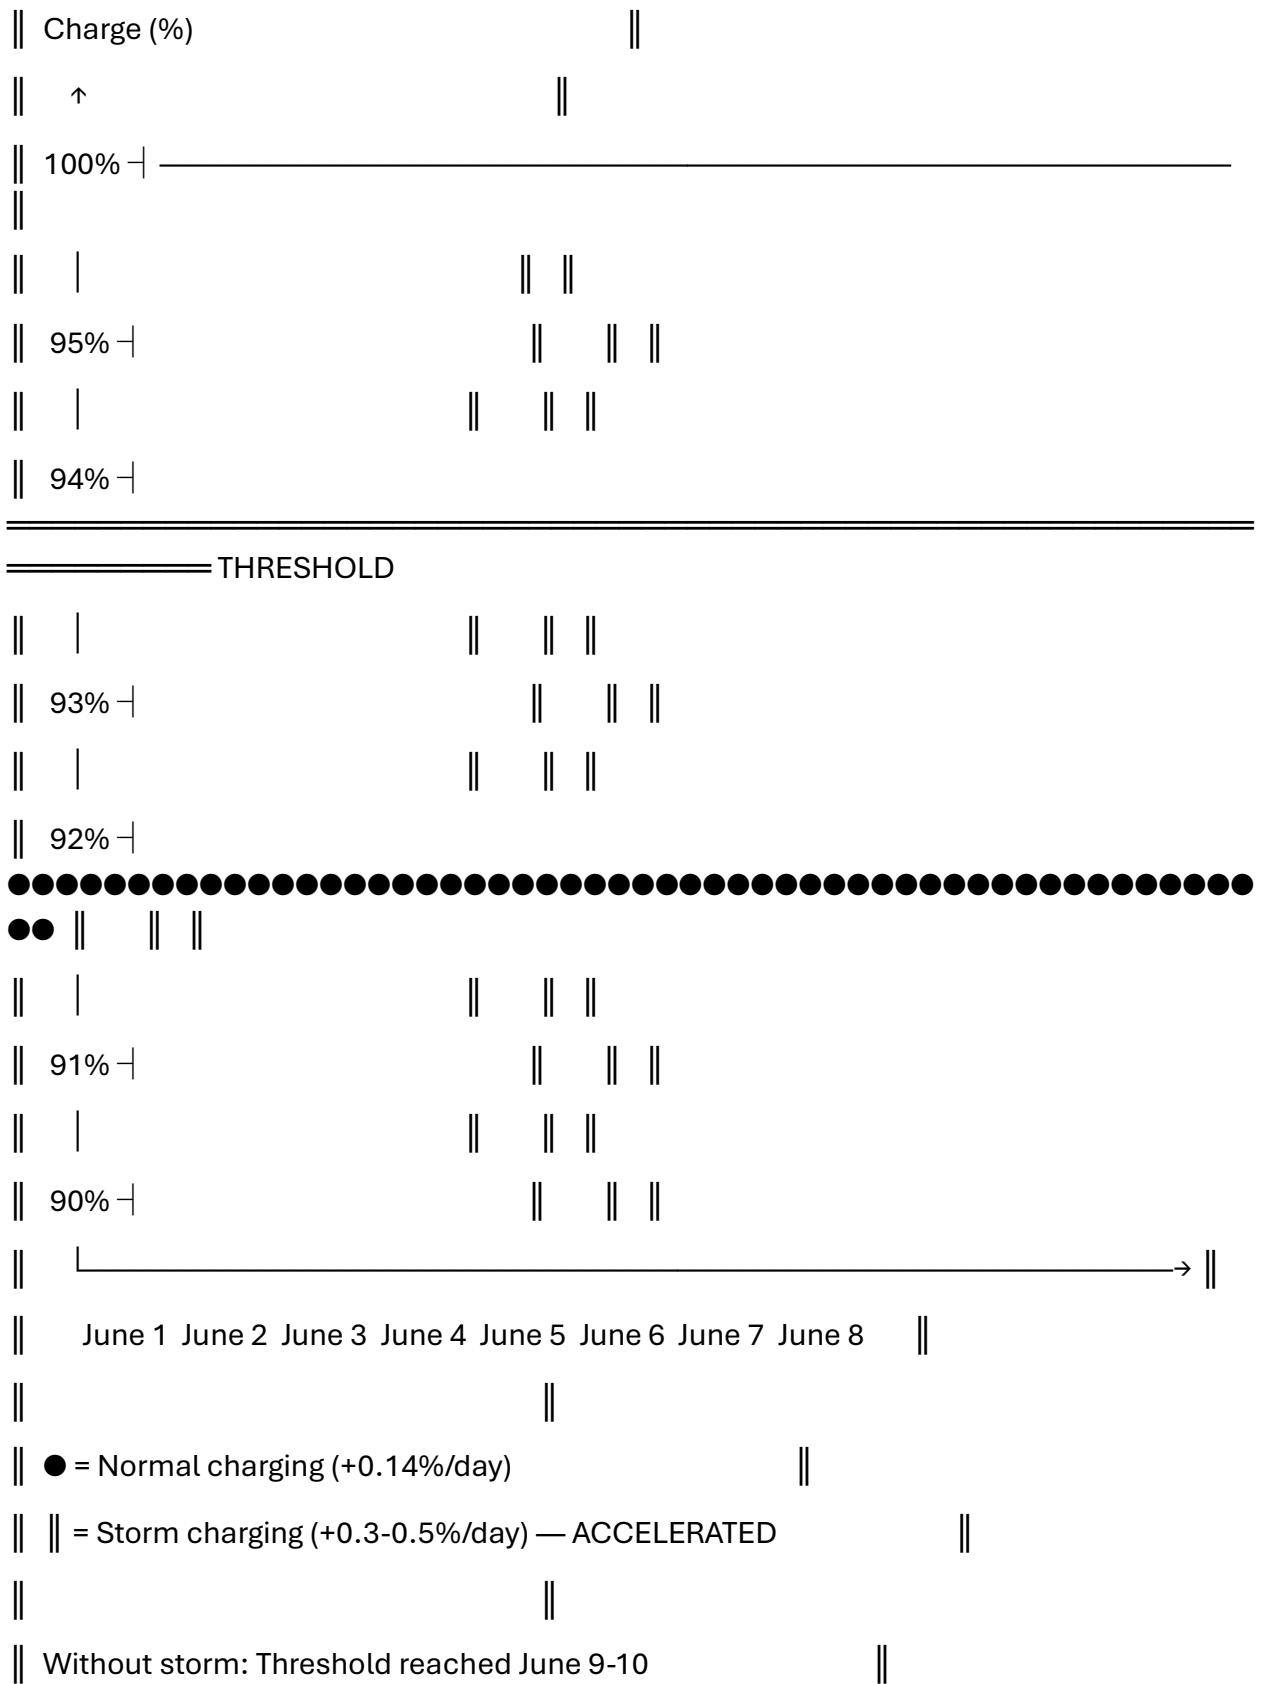 ║ Charge (%) ║
║ ↑ ║
║ 100% ┤ ────────────────────────────────────────
║
║ │ ║ ║
║ 95% ┤ ║ ║ ║
║ │ ║ ║ ║
║ 94% ┤
═══════════════════════════════════════════════════════
═════════ THRESHOLD
║ │ ║ ║ ║
║ 93% ┤ ║ ║ ║
║ │ ║ ║ ║
║ 92% ┤
●●●●●●●●●●●●●●●●●●●●●●●●●●●●●●●●●●●●●●●●●●●●●●●●●●●●
●● ║ ║ ║
║ │ ║ ║ ║
║ 91% ┤ ║ ║ ║
║ │ ║ ║ ║
║ 90% ┤ ║ ║ ║
║ └────────────────────────────────────────→ ║
║ June 1 June 2 June 3 June 4 June 5 June 6 June 7 June 8 ║
║ ║
║ ● = Normal charging (+0.14%/day) ║
║ ║ = Storm charging (+0.3-0.5%/day) — ACCELERATED ║
║ ║
║ Without storm: Threshold reached June 9-10 ║